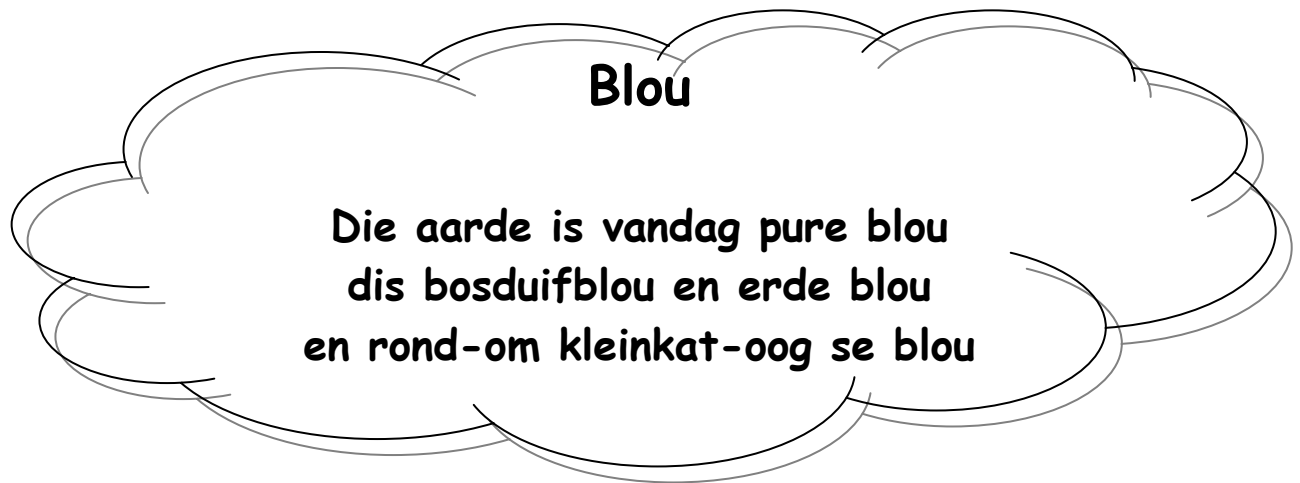 Blou
Die aarde is vandag pure blou
dis bosduifblou en erde blou
en rond-om kleinkat-oog se blou